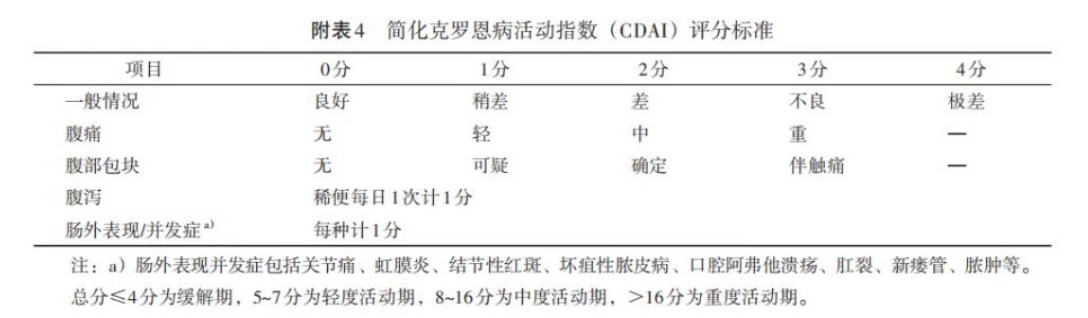 附表4 简化克罗恩病活动指数（CDAI）评分标准
项目 0分 1分 2分 3分 4分
一般情况 良好 稍差 差 不良 极差
腹痛 无 轻 中 重 —
腹部包块 无 可疑 确定 伴触痛 —
腹泻 稀便每日1次计1分
肠外表现/并发症a) 每种计1分
注：a）肠外表现并发症包括关节痛、虹膜炎、结节性红斑、坏疽性脓皮病、口腔阿弗他溃疡、肛裂、新瘘管、脓肿等。
总分≤4分为缓解期，5~7分为轻度活动期，8~16分为中度活动期，＞16分为重度活动期。